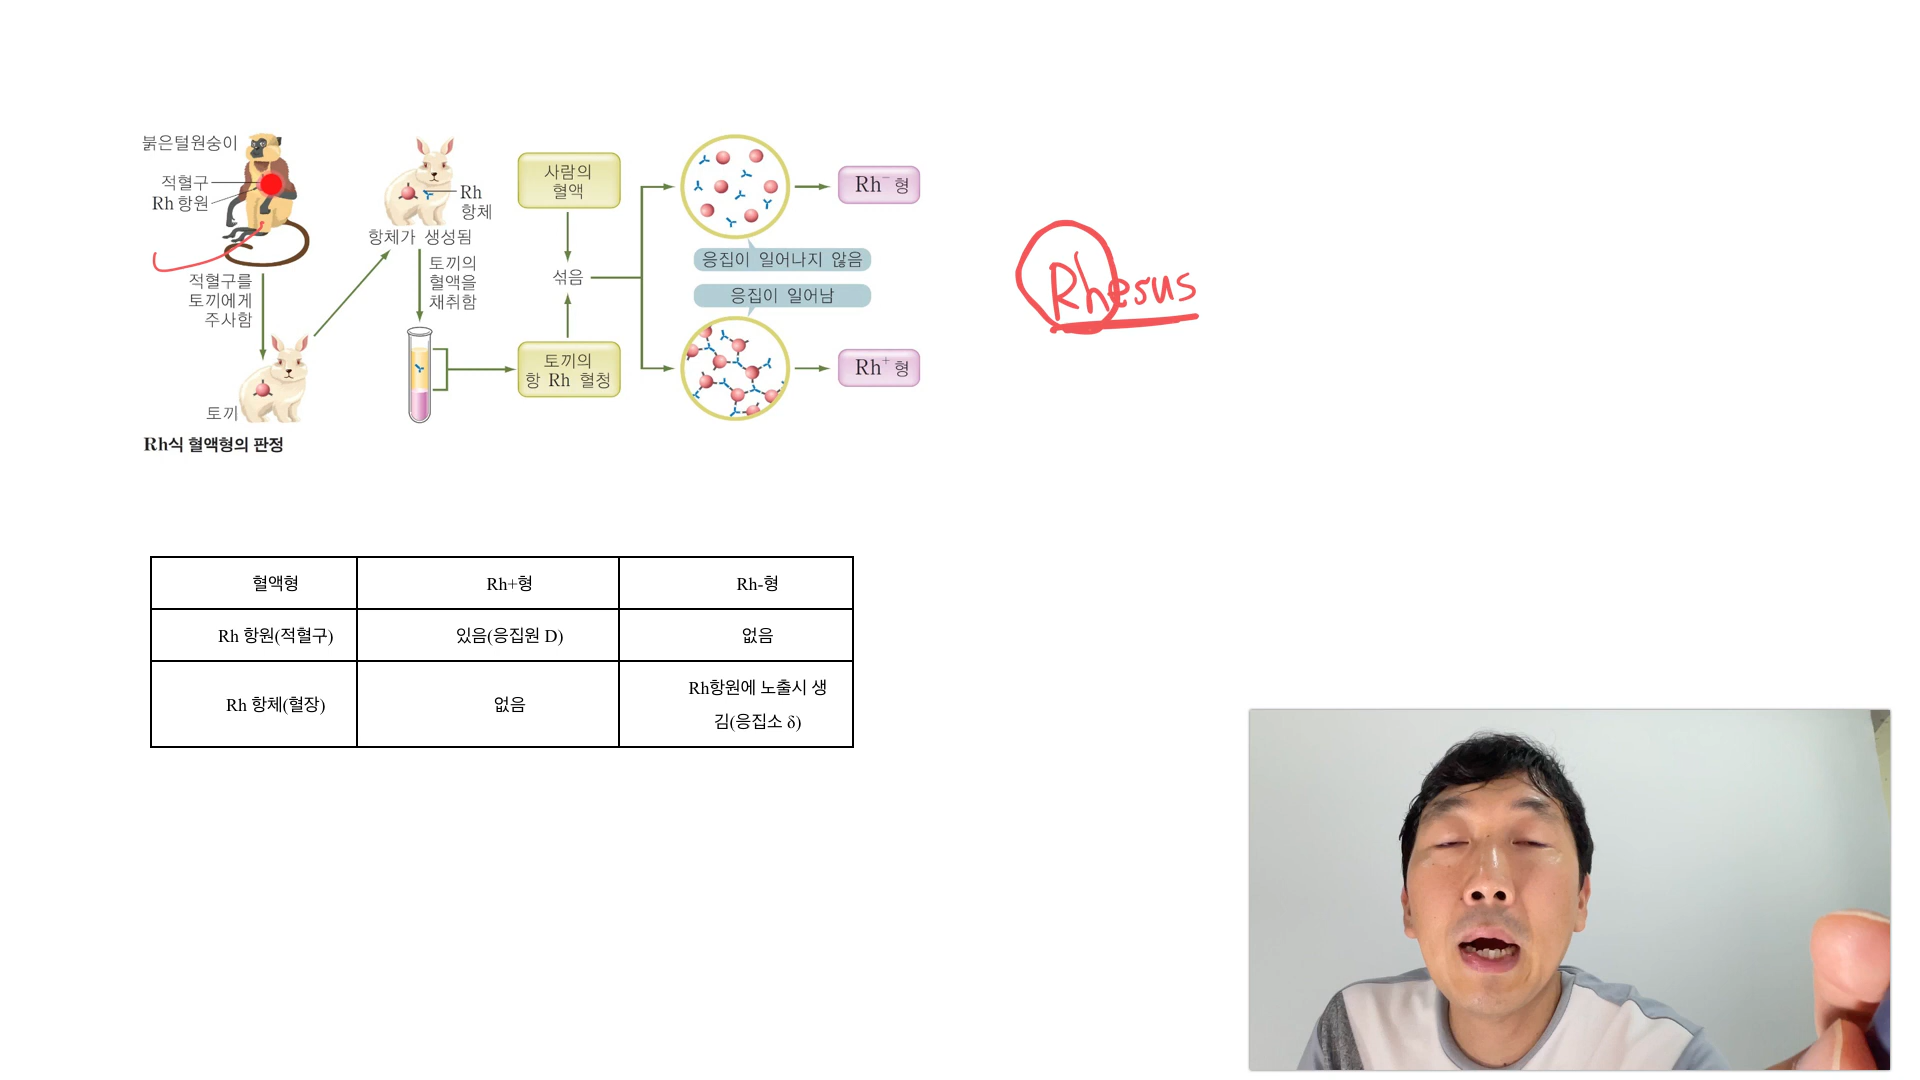 붉은털원숭이
적혈구
Rh 항원
적혈구를
토끼에게
주사함
토끼
Rh
항체
항체가 생성됨
토끼의
혈액을
채취함
사람의
혈액
섞음
토끼의
항 Rh 혈청
응집이 일어나지 않음
응집이 일어남
Rh⁻ 형
Rh⁺ 형
Rh식 혈액형의 판정
Rhesus
혈액형 Rh+형 Rh-형
Rh 항원(적혈구) 있음(응집원 D) 없음
Rh 항체(혈장) 없음 Rh항원에 노출시 생
김(응집소 δ)